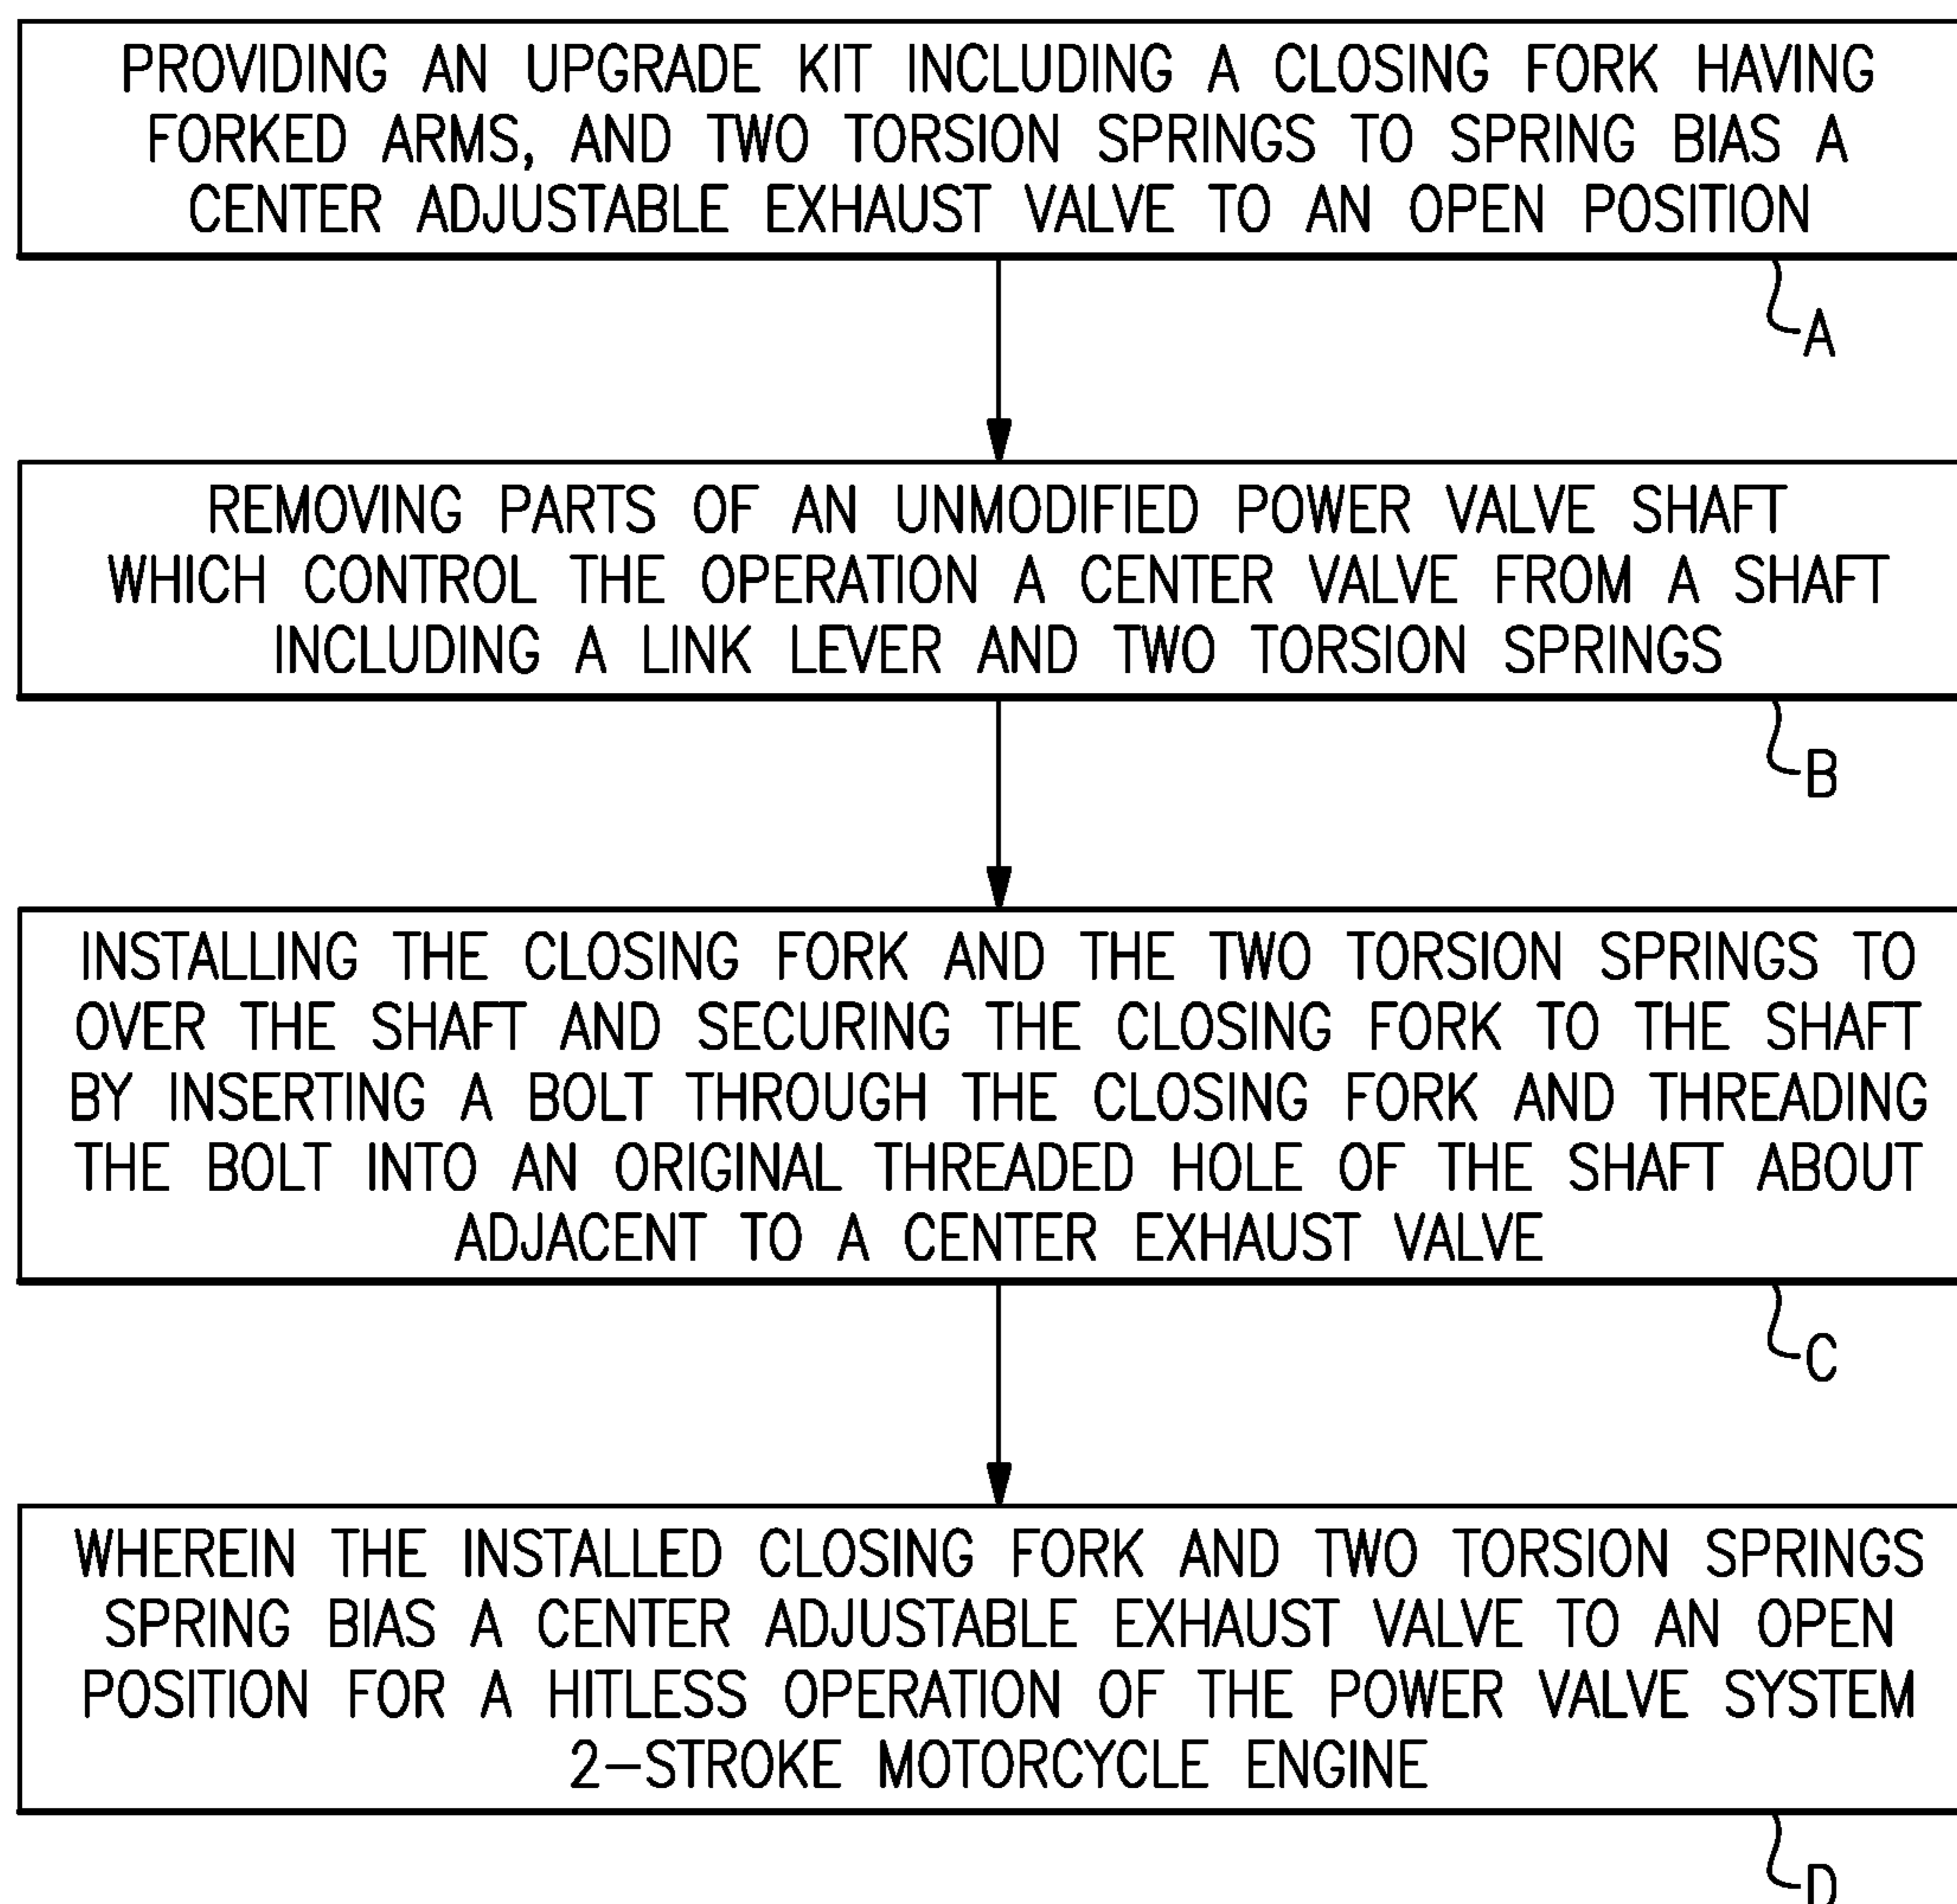 PROVIDING AN UPGRADE KIT INCLUDING A CLOSING FORK HAVING
FORKED ARMS, AND TWO TORSION SPRINGS TO SPRING BIAS A
CENTER ADJUSTABLE EXHAUST VALVE TO AN OPEN POSITION
A
REMOVING PARTS OF AN UNMODIFIED POWER VALVE SHAFT
WHICH CONTROL THE OPERATION A CENTER VALVE FROM A SHAFT
INCLUDING A LINK LEVER AND TWO TORSION SPRINGS
B
INSTALLING THE CLOSING FORK AND THE TWO TORSION SPRINGS TO
OVER THE SHAFT AND SECURING THE CLOSING FORK TO THE SHAFT
BY INSERTING A BOLT THROUGH THE CLOSING FORK AND THREADING
THE BOLT INTO AN ORIGINAL THREADED HOLE OF THE SHAFT ABOUT
ADJACENT TO A CENTER EXHAUST VALVE
C
WHEREIN THE INSTALLED CLOSING FORK AND TWO TORSION SPRINGS
SPRING BIAS A CENTER ADJUSTABLE EXHAUST VALVE TO AN OPEN
POSITION FOR A HITLESS OPERATION OF THE POWER VALVE SYSTEM
2-STROKE MOTORCYCLE ENGINE
D